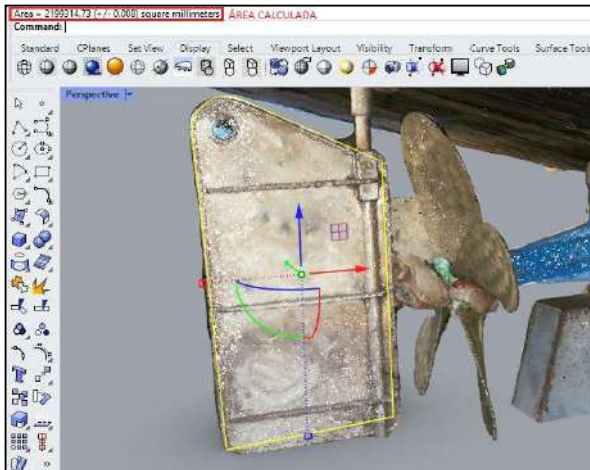 Area = 2199314.73 (+/- 0.008) square millimeters ÁREA CALCULADA
Command:
Standard CPlanes Set View Display Select Viewport Layout Visibility Transform Curve Tools Surface Tools
Perspective